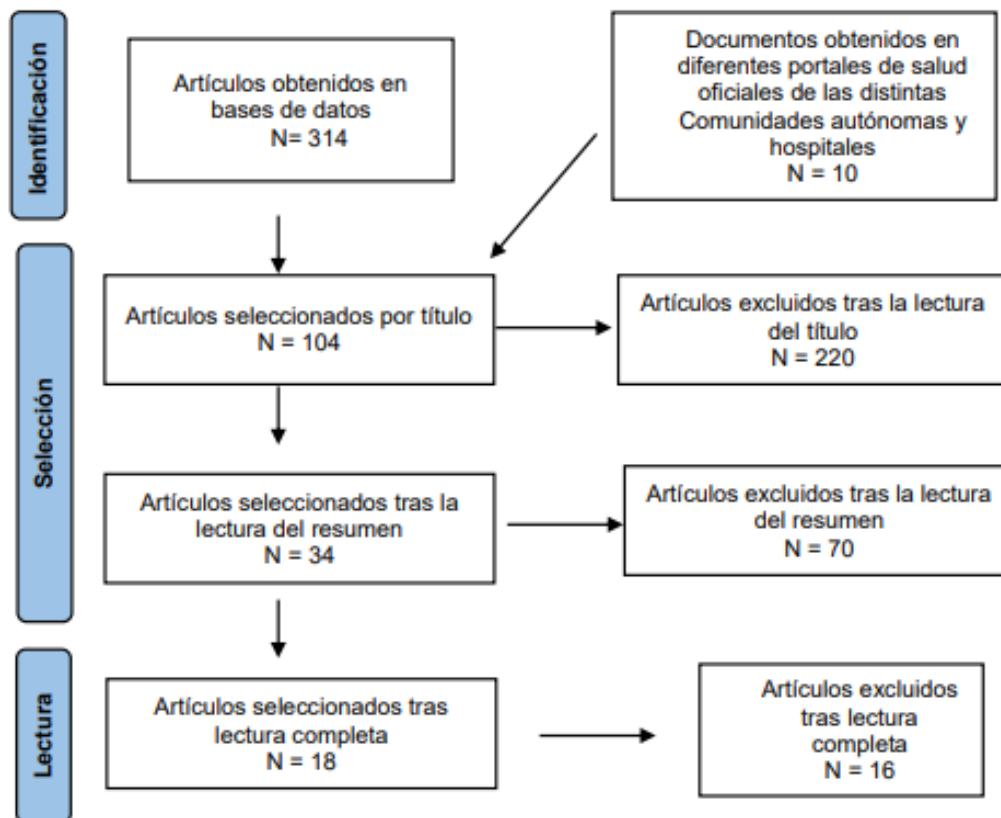 Identificación
Artículos obtenidos en
bases de datos
N= 314
Documentos obtenidos en
diferentes portales de salud
oficiales de las distintas
Comunidades autónomas y
hospitales
N = 10
Selección
Artículos seleccionados por título
N = 104
Artículos excluidos tras la lectura
del título
N = 220
Artículos seleccionados tras la
lectura del resumen
N = 34
Artículos excluidos tras la lectura
del resumen
N = 70
Lectura
Artículos seleccionados tras
lectura completa
N = 18
Artículos excluidos
tras lectura
completa
N = 16